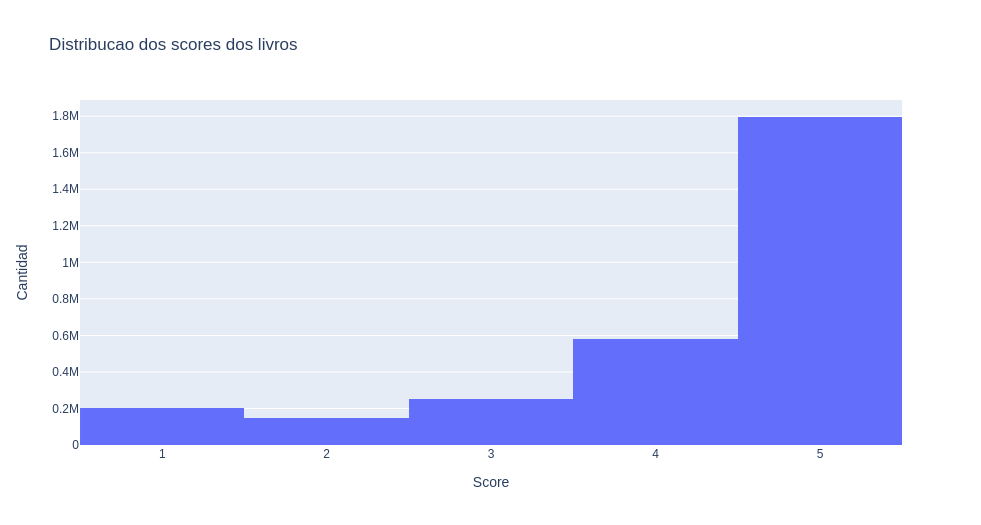 Distribucao dos scores dos livros
1.8M
1.6M
1.4M
1.2M
1M
0.8M
0.6M
0.4M
0.2M
0
Cantidad
1 2 3 4 5
Score